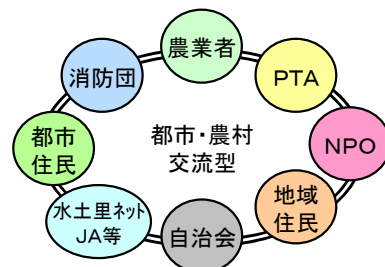 農業者
消防団
PTA
都市
住民
都市・農村
交流型
NPO
水土里ネット
JA等
地域
住民
自治会